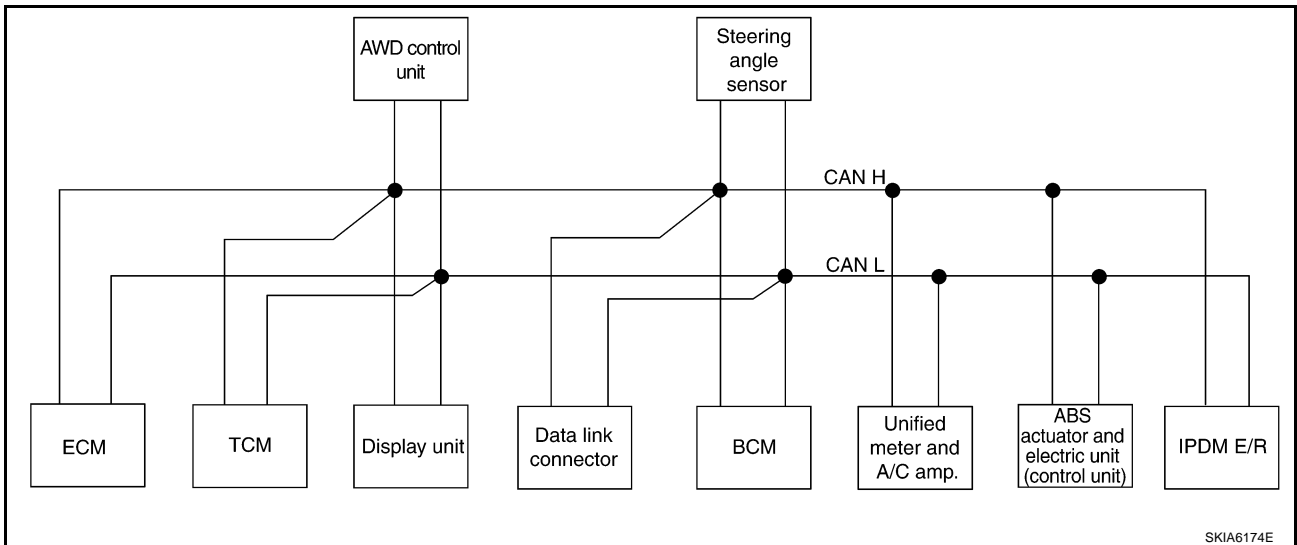 AWD control
unit
Steering
angle
sensor
CAN H
CAN L
ECM
TCM
Display unit
Data link
connector
BCM
Unified
meter and
A/C amp.
ABS
actuator and
electric unit
(control unit)
IPDM E/R
SKIA6174E